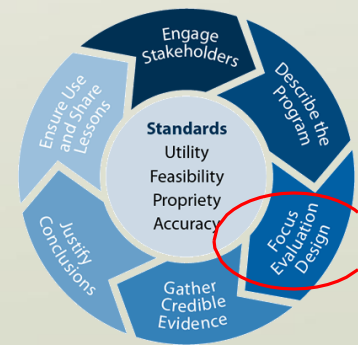 Engage
Stakeholders
Describe the
Program
Focus
Evaluation
Design
Gather
Credible
Evidence
Justify
Conclusions
Ensure Use
and Share
Lessons
Standards
Utility
Feasibility
Propriety
Accuracy